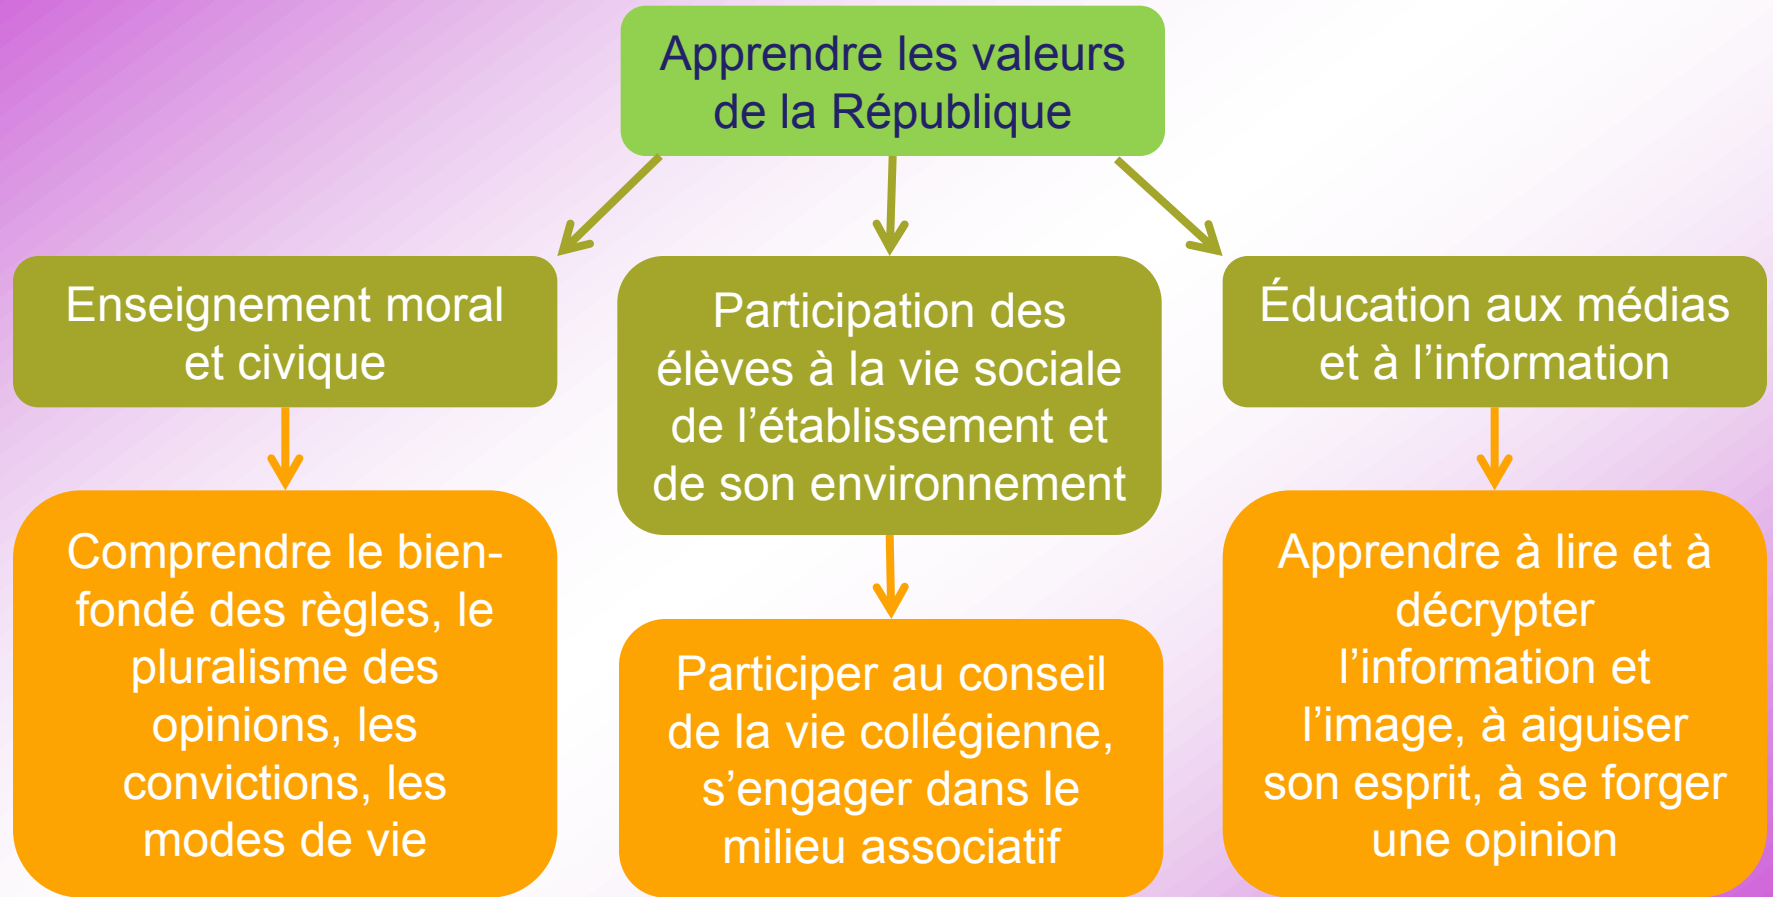 Apprendre les valeurs
de la République
Enseignement moral
et civique
Participation des
élèves à la vie sociale
de l’établissement et
de son environnement
Éducation aux médias
et à l’information
Comprendre le bien-
fondé des règles, le
pluralisme des
opinions, les
convictions, les
modes de vie
Participer au conseil
de la vie collégienne,
s’engager dans le
milieu associatif
Apprendre à lire et à
décrypter
l’information et
l’image, à aiguiser
son esprit, à se forger
une opinion